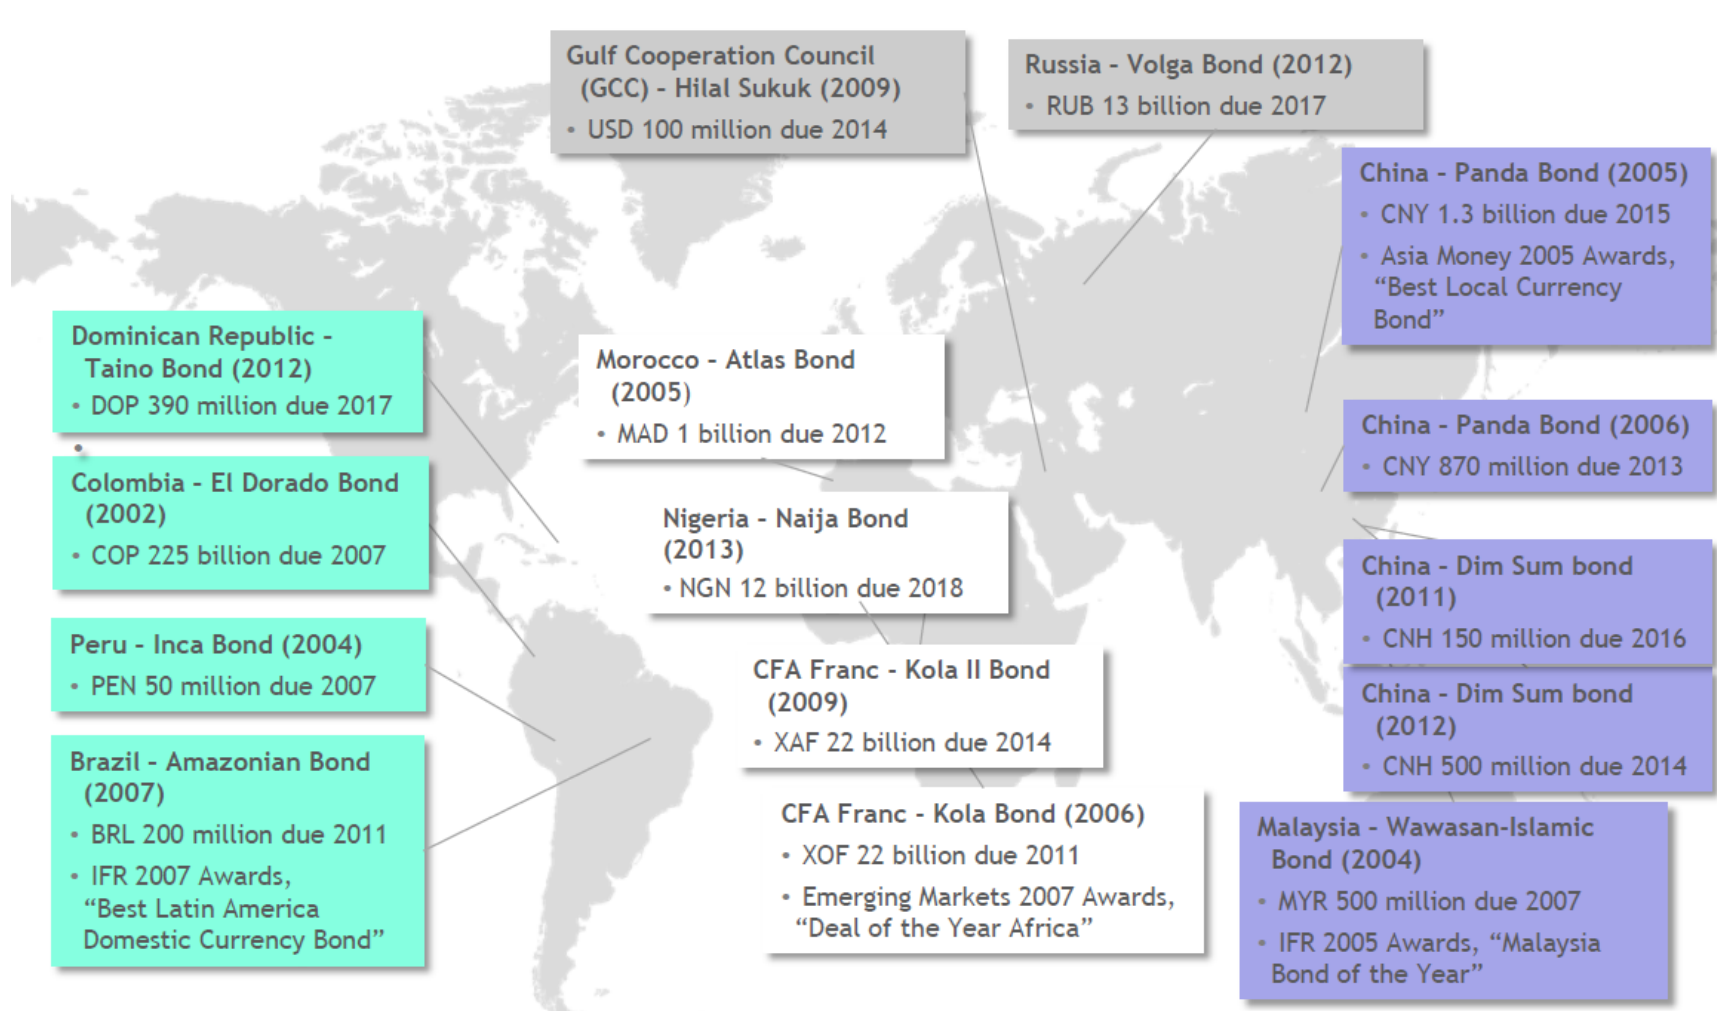 Gulf Cooperation Council
(GCC) – Hilal Sukuk (2009)
• USD 100 million due 2014
Russia – Volga Bond (2012)
• RUB 13 billion due 2017
China – Panda Bond (2005)
• CNY 1.3 billion due 2015
• Asia Money 2005 Awards,
“Best Local Currency
Bond”
Dominican Republic –
Taino Bond (2012)
• DOP 390 million due 2017
•
Morocco – Atlas Bond
(2005)
• MAD 1 billion due 2012
China – Panda Bond (2006)
• CNY 870 million due 2013
Colombia – El Dorado Bond
(2002)
• COP 225 billion due 2007
Nigeria – Naija Bond
(2013)
• NGN 12 billion due 2018
China – Dim Sum bond
(2011)
• CNH 150 million due 2016
Peru – Inca Bond (2004)
• PEN 50 million due 2007
CFA Franc – Kola II Bond
(2009)
• XAF 22 billion due 2014
China – Dim Sum bond
(2012)
• CNH 500 million due 2014
Brazil – Amazonian Bond
(2007)
• BRL 200 million due 2011
• IFR 2007 Awards,
“Best Latin America
Domestic Currency Bond”
CFA Franc – Kola Bond (2006)
• XOF 22 billion due 2011
• Emerging Markets 2007 Awards,
“Deal of the Year Africa”
Malaysia – Wawasan-Islamic
Bond (2004)
• MYR 500 million due 2007
• IFR 2005 Awards, “Malaysia
Bond of the Year”